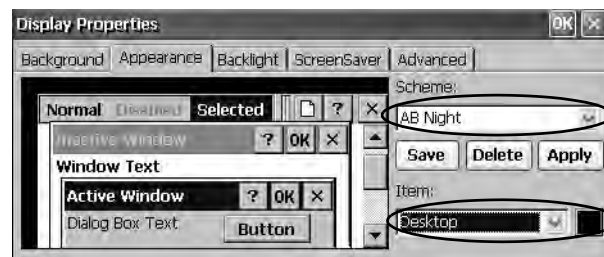 Display Properties OK ×
Background Appearance Backlight ScreenSaver Advanced
Scheme:
Normal Disabled Selected ? ×
AB Night
Inactive Window ? OK ×
Save Delete Apply
Window Text
Active Window ? OK ×
Item:
Dialog Box Text Button
Desktop